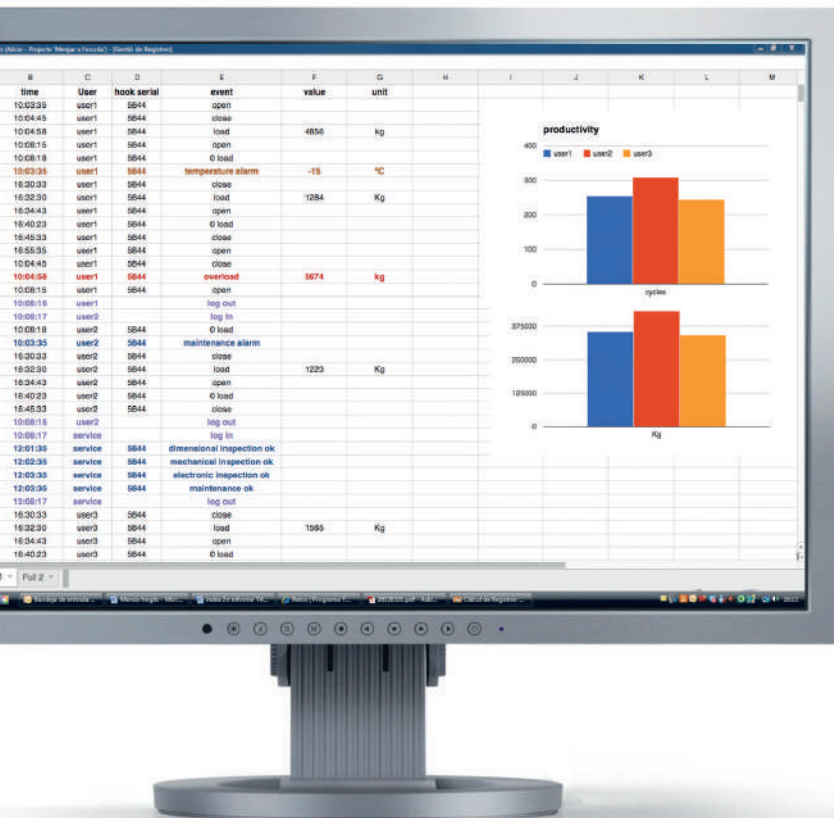 (Alicia - Projecte 'Menjar a l'escola') - [Gestió de Registres]
B C D E F G H I J K L M
time User hook serial event value unit
10:03:35 user1 5844 open
10:04:45 user1 5844 close
10:04:58 user1 5844 load 4856 kg
10:08:15 user1 5844 open
10:08:18 user1 5844 0 load
10:03:35 user1 5844 temperature alarm -15 °C
16:30:33 user1 5844 close
16:32:30 user1 5844 load 1284 Kg
16:34:43 user1 5844 open
16:40:23 user1 5844 0 load
16:45:33 user1 5844 close
16:55:35 user1 5844 open
10:04:45 user1 5844 close
10:04:58 user1 5844 overload 5674 kg
10:08:15 user1 5844 open
10:08:16 user1 log out
10:08:17 user2 log in
10:08:18 user2 5844 0 load
10:03:35 user2 5844 maintenance alarm
16:30:33 user2 5844 close
16:32:30 user2 5844 load 1223 Kg
16:34:43 user2 5844 open
16:40:23 user2 5844 0 load
16:45:33 user2 5844 close
10:08:16 user2 log out
10:08:17 service log in
12:01:35 service 5844 dimensional inspection ok
12:02:35 service 5844 mechanical inspection ok
12:03:35 service 5844 electronic inspection ok
12:03:35 service 5844 maintenance ok
13:08:17 service log out
16:30:33 user3 5844 close
16:32:30 user3 5844 load 1565 Kg
16:34:43 user3 5844 open
16:40:23 user3 5844 0 load
productivity
user1 user2 user3
400
300
200
100
0
cycles
375000
250000
125000
0
Kg
Full 2